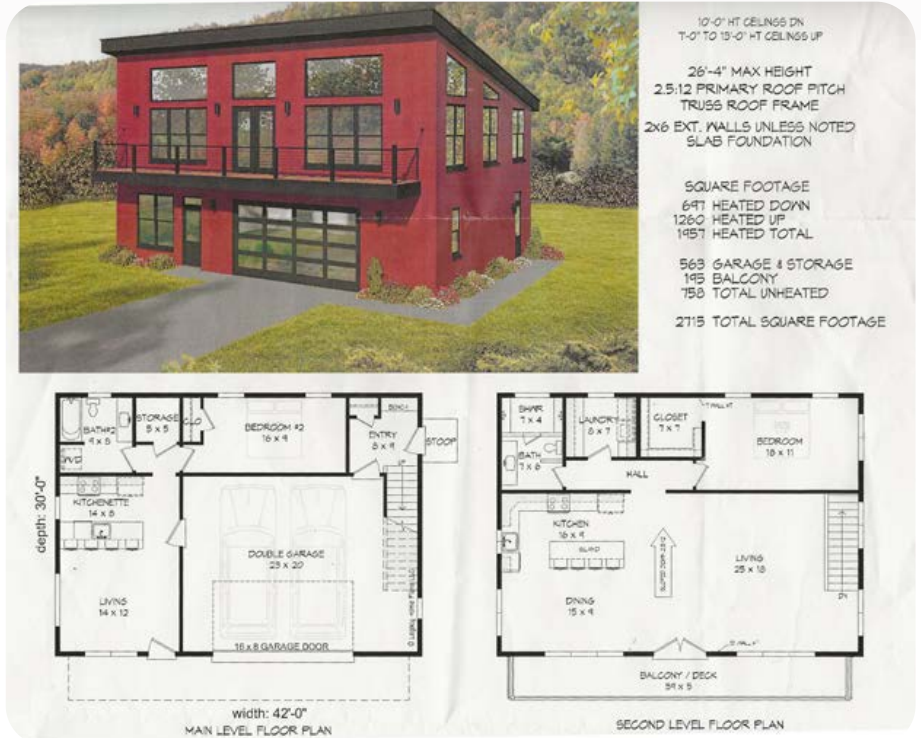 10'-0" HT CEILINGS DN
7'-0" TO 15'-0" HT CEILINGS UP
26'-4" MAX HEIGHT
2.5:12 PRIMARY ROOF PITCH
TRUSS ROOF FRAME
2x6 EXT. WALLS UNLESS NOTED
SLAB FOUNDATION
SQUARE FOOTAGE
697 HEATED DOWN
1260 HEATED UP
1957 HEATED TOTAL
563 GARAGE & STORAGE
195 BALCONY
758 TOTAL UNHEATED
2715 TOTAL SQUARE FOOTAGE
BATH#2
9 x 8
W/D
STORAGE
5 x 5
CLO
BEDROOM #2
16 x 9
BENCH
ENTRY
8 x 9
UP
STOOP
KITCHENETTE
14 x 8
LIVING
14 x 12
DOUBLE GARAGE
23 x 20
16 x 8 GARAGE DOOR
depth: 30'-0"
width: 42'-0"
MAIN LEVEL FLOOR PLAN
SHWR
7 x 4
BATH
7 x 6
LAUNDRY
8 x 7
CLOSET
7 x 7
BEDROOM
18 x 11
HALL
KITCHEN
16 x 9
ISLAND
DINING
15 x 9
LIVING
25 x 18
DN
BALCONY / DECK
39 x 5
SECOND LEVEL FLOOR PLAN